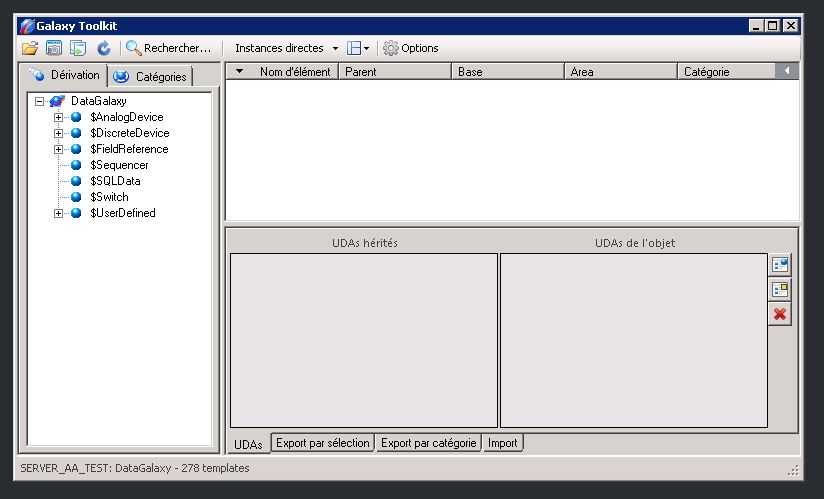 Galaxy Toolkit
Rechercher... Instances directes Options
Dérivation Catégories
DataGalaxy
$AnalogDevice
$DiscreteDevice
$FieldReference
$Sequencer
$SQLData
$Switch
$UserDefined
Nom d'élément Parent Base Area Catégorie
UDAs hérités UDAs de l'objet
UDAs Export par sélection Export par catégorie Import
SERVER_AA_TEST: DataGalaxy - 278 templates